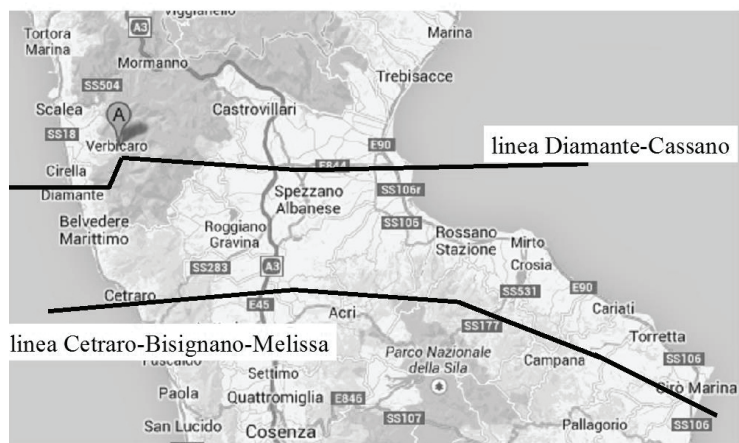 Viggianello
Tortora
Marina
A3
Marina
Mormanno
Trebisacce
SS504
Scalea
A
Castrovillari
SS18
Verbicaro
E90
linea Diamante-Cassano
E844
Cirella
Diamante
Spezzano
Albanese
SS106r
Belvedere
Marittimo
Roggiano
Gravina
SS106
Rossano
Stazione
Mirto
Crosia
SS283
A3
Cetraro
E45
SS531
E90
Cariati
Acri
SS177
Torretta
linea Cetraro-Bisignano-Melissa
Parco Nazionale
della Sila
Campana
SS106
Settimo
Paola
Quattromiglia
E846
Cirò Marina
San Lucido
Cosenza
SS107
Pallagorio
SS106